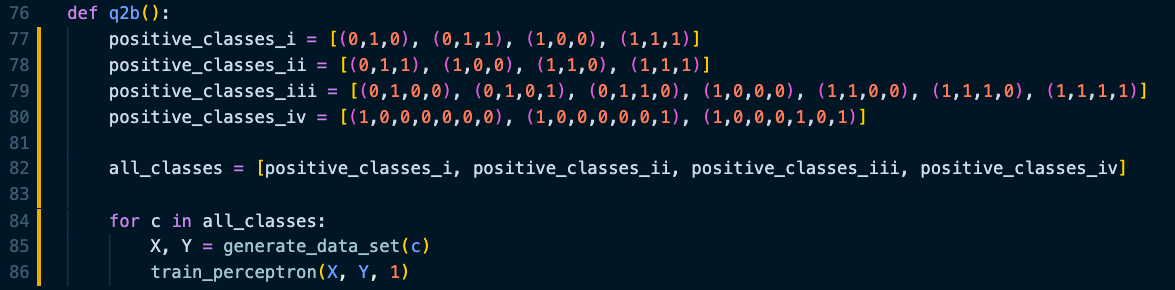 76 def q2b():
77     positive_classes_i = [(0,1,0), (0,1,1), (1,0,0), (1,1,1)]
78     positive_classes_ii = [(0,1,1), (1,0,0), (1,1,0), (1,1,1)]
79     positive_classes_iii = [(0,1,0,0), (0,1,0,1), (0,1,1,0), (1,0,0,0), (1,1,0,0), (1,1,1,0), (1,1,1,1)]
80     positive_classes_iv = [(1,0,0,0,0,0,0), (1,0,0,0,0,0,1), (1,0,0,0,1,0,1)]
81
82     all_classes = [positive_classes_i, positive_classes_ii, positive_classes_iii, positive_classes_iv]
83
84     for c in all_classes:
85         X, Y = generate_data_set(c)
86         train_perceptron(X, Y, 1)